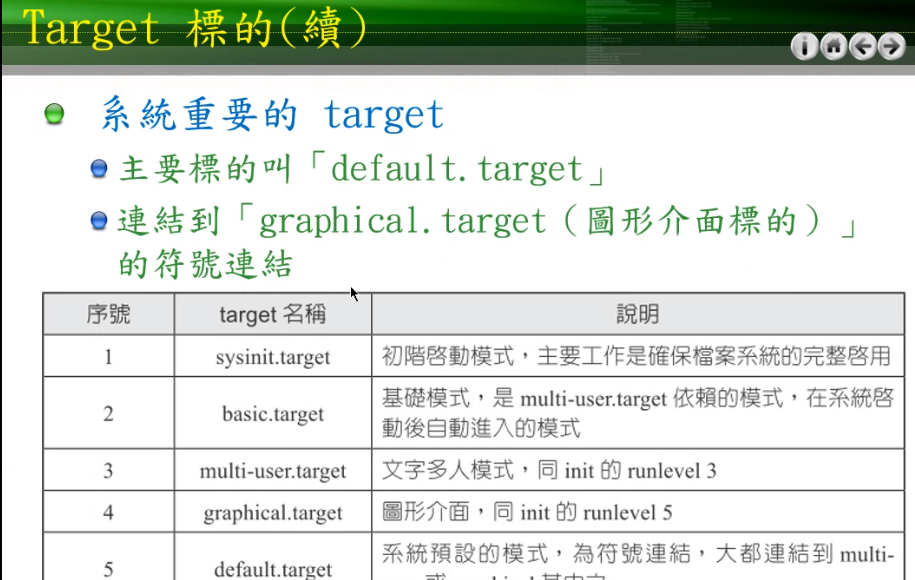 Target 標的(續)
系統重要的 target
主要標的叫「default.target」
連結到「graphical.target（圖形介面標的）」
的符號連結
序號 target 名稱 說明
1 sysinit.target 初階啓動模式，主要工作是確保檔案系統的完整啓用
2 basic.target 基礎模式，是 multi-user.target 依賴的模式，在系統啓
動後自動進入的模式
3 multi-user.target 文字多人模式，同 init 的 runlevel 3
4 graphical.target 圖形介面，同 init 的 runlevel 5
5 default.target 系統預設的模式，為符號連結，大都連結到 multi-